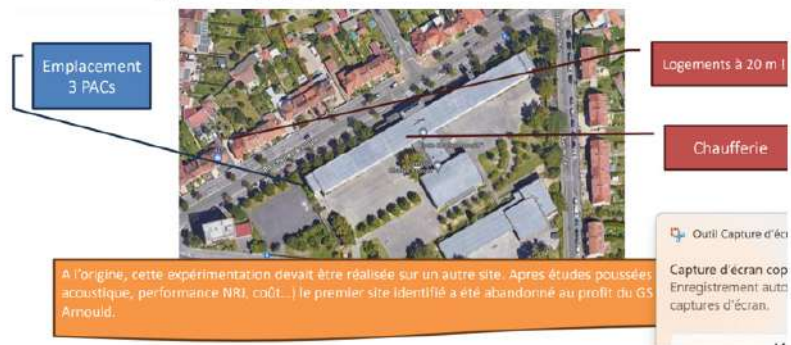 Emplacement
3 PACs
Logements à 20 m !
Chaufferie
Outil Capture d'écr
Capture d'écran cop
Enregistrement auto
captures d'écran.
A l'origine, cette expérimentation devait être réalisée sur un autre site. Apres études poussées
acoustique, performance NRJ, coût...) le premier site identifié a été abandonné au profit du GS
Arnould.